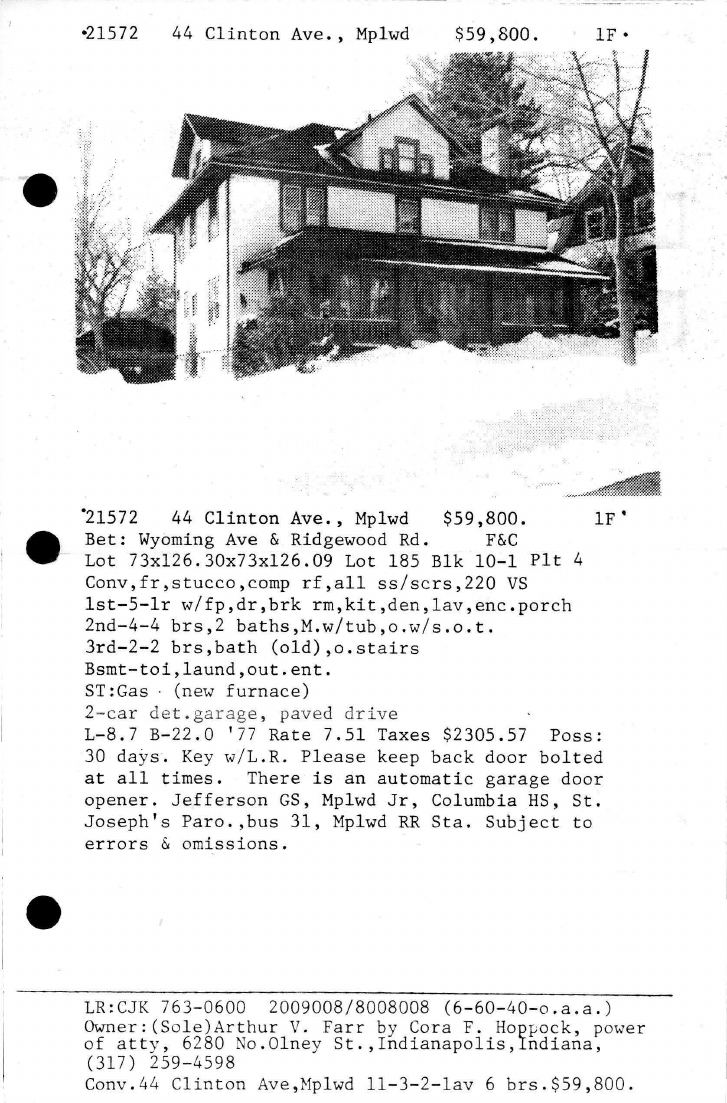 •21572 44 Clinton Ave., Mplwd $59,800. 1F•
•21572 44 Clinton Ave., Mplwd $59,800. 1F•
Bet: Wyoming Ave & Ridgewood Rd. F&C
Lot 73x126.30x73x126.09 Lot 185 Blk 10-1 Plt 4
Conv,fr,stucco,comp rf,all ss/scrs,220 VS
1st-5-lr w/fp,dr,brk rm,kit,den,lav,enc.porch
2nd-4-4 brs,2 baths,M.w/tub,o.w/s.o.t.
3rd-2-2 brs,bath (old),o.stairs
Bsmt-toi,laund,out.ent.
ST:Gas · (new furnace)
2-car det.garage, paved drive
L-8.7 B-22.0 '77 Rate 7.51 Taxes $2305.57 Poss:
30 days. Key w/L.R. Please keep back door bolted
at all times. There is an automatic garage door
opener. Jefferson GS, Mplwd Jr, Columbia HS, St.
Joseph's Paro.,bus 31, Mplwd RR Sta. Subject to
errors & omissions.
LR:CJK 763-0600 2009008/8008008 (6-60-40-o.a.a.)
Owner:(Sole)Arthur V. Farr by Cora F. Hoppock, power
of atty, 6280 No.Olney St.,Indianapolis,Indiana,
(317) 259-4598
Conv.44 Clinton Ave,Mplwd 11-3-2-lav 6 brs.$59,800.